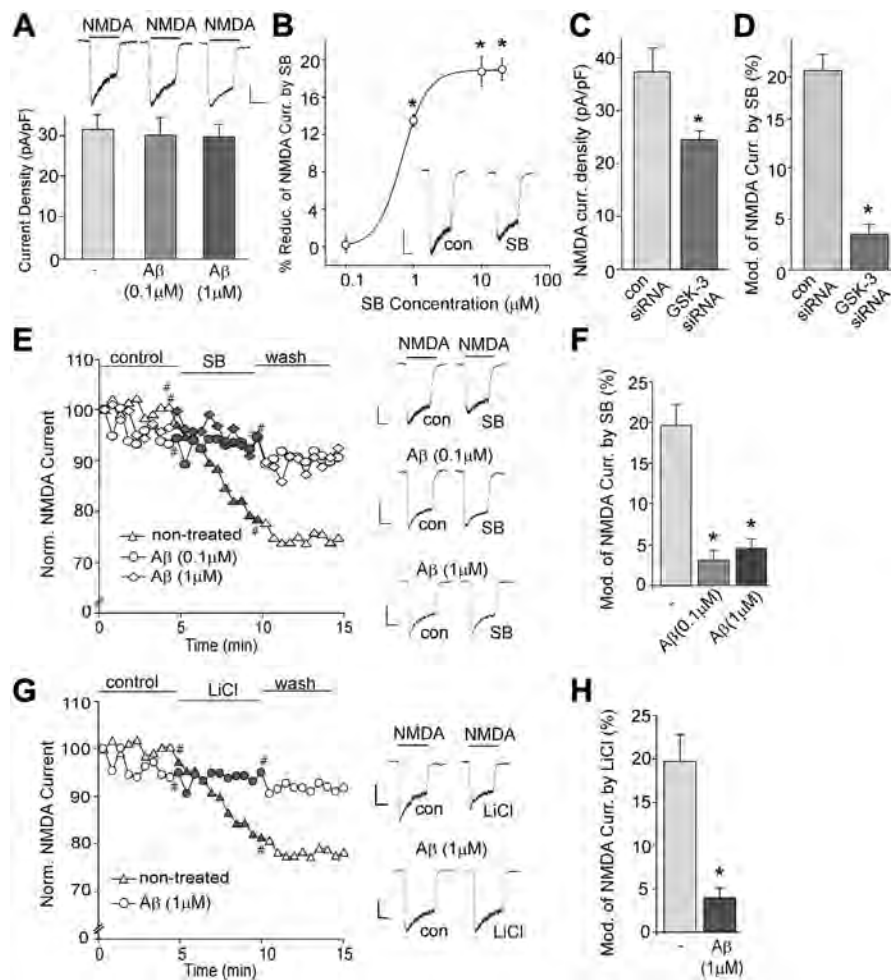 A
NMDA NMDA NMDA
Current Density (pA/pF)
30
20
10
0
- Aβ (0.1μM) Aβ (1μM)
B
% Reduc. of NMDA Curr. by SB
20
16
12
8
4
0
*
* *
con SB
0.1 1 10 100
SB Concentration (μM)
C
NMDA curr. density (pA/pF)
40
30
20
10
0
*
con siRNA
GSK-3 siRNA
D
Mod. of NMDA Curr. by SB (%)
20
15
10
5
0
*
con siRNA
GSK-3 siRNA
E
control SB wash
Norm. NMDA Current
110
100
90
80
70
0
# # # # #
non-treated
Aβ (0.1μM)
Aβ (1μM)
0 5 10 15
Time (min)
NMDA NMDA
con SB
Aβ (0.1μM)
con SB
Aβ (1μM)
con SB
F
Mod. of NMDA Curr. by SB (%)
25
20
15
10
5
0
* *
- Aβ(0.1μM) Aβ(1μM)
G
control LiCl wash
Norm. NMDA Current
110
100
90
80
70
0
# # # #
non-treated
Aβ (1μM)
0 5 10 15
Time (min)
NMDA NMDA
con LiCl
Aβ (1μM)
con LiCl
H
Mod. of NMDA Curr. by LiCl (%)
25
20
15
10
5
0
*
- Aβ (1μM)